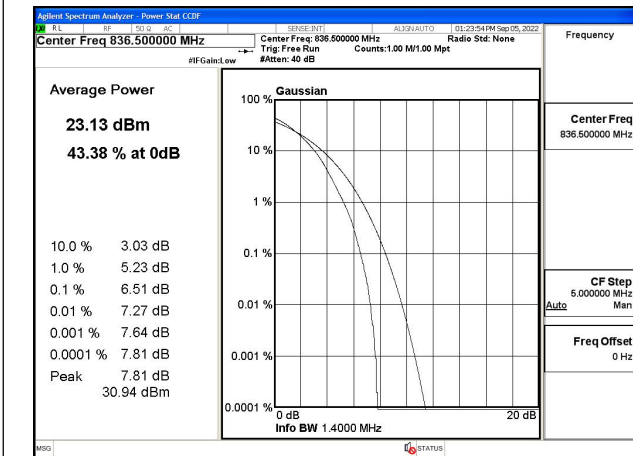 Agilent Spectrum Analyzer - Power Stat CCDF
LXI RL RF 50 Ω AC SENSE:INT ALIGN AUTO 01:23:54 PM Sep 05, 2022
Center Freq 836.500000 MHz
Center Freq: 836.500000 MHz Radio Std: None
Trig: Free Run Counts:1.00 M/1.00 Mpt
#IFGain:Low #Atten: 40 dB
Frequency
Average Power
23.13 dBm
43.38 % at 0dB
10.0 % 3.03 dB
1.0 % 5.23 dB
0.1 % 6.51 dB
0.01 % 7.27 dB
0.001 % 7.64 dB
0.0001 % 7.81 dB
Peak 7.81 dB
30.94 dBm
Gaussian
100 %
10 %
1 %
0.1 %
0.01 %
0.001 %
0.0001 %
0 dB 20 dB
Info BW 1.4000 MHz
Center Freq
836.500000 MHz
CF Step
5.000000 MHz
Auto Man
Freq Offset
0 Hz
MSG STATUS